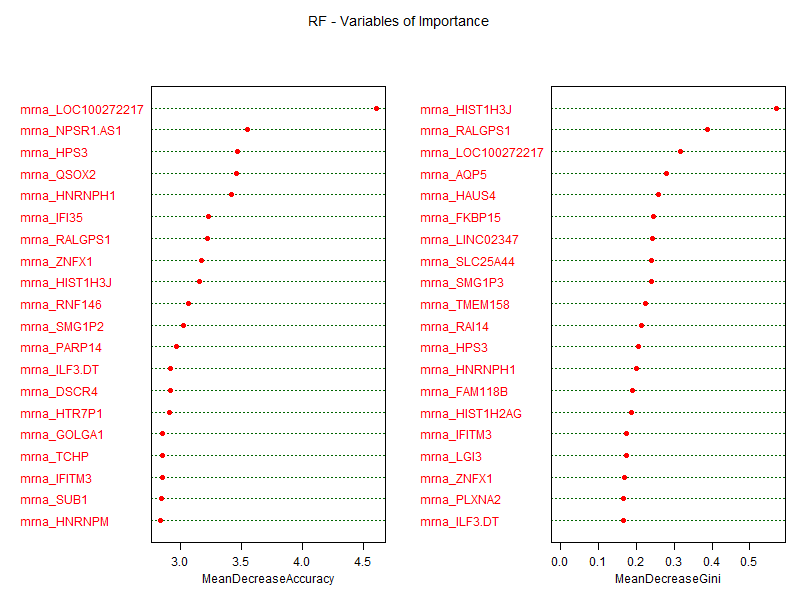 RF - Variables of Importance
mrna_LOC100272217
mrna_NPSR1.AS1
mrna_HPS3
mrna_QSOX2
mrna_HNRNPH1
mrna_IFI35
mrna_RALGPS1
mrna_ZNFX1
mrna_HIST1H3J
mrna_RNF146
mrna_SMG1P2
mrna_PARP14
mrna_ILF3.DT
mrna_DSCR4
mrna_HTR7P1
mrna_GOLGA1
mrna_TCHP
mrna_IFITM3
mrna_SUB1
mrna_HNRNPM
3.0 3.5 4.0 4.5
MeanDecreaseAccuracy
mrna_HIST1H3J
mrna_RALGPS1
mrna_LOC100272217
mrna_AQP5
mrna_HAUS4
mrna_FKBP15
mrna_LINC02347
mrna_SLC25A44
mrna_SMG1P3
mrna_TMEM158
mrna_RAI14
mrna_HPS3
mrna_HNRNPH1
mrna_FAM118B
mrna_HIST1H2AG
mrna_IFITM3
mrna_LGI3
mrna_ZNFX1
mrna_PLXNA2
mrna_ILF3.DT
0.0 0.1 0.2 0.3 0.4 0.5
MeanDecreaseGini